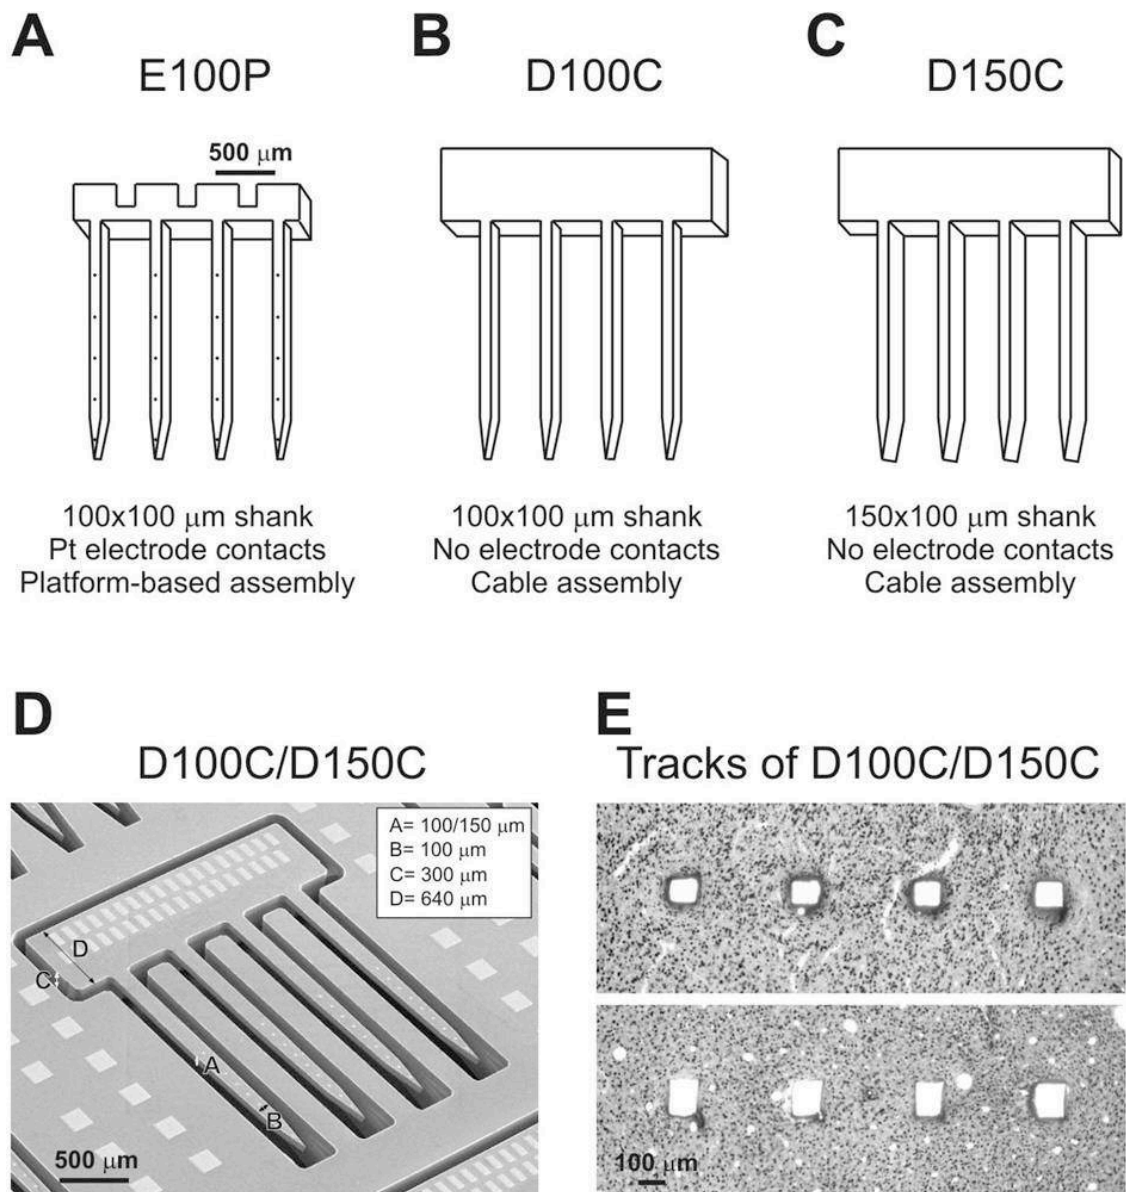 A
E100P
500 μm
100x100 μm shank
Pt electrode contacts
Platform-based assembly
B
D100C
100x100 μm shank
No electrode contacts
Cable assembly
C
D150C
150x100 μm shank
No electrode contacts
Cable assembly
D
D100C/D150C
A= 100/150 μm
B= 100 μm
C= 300 μm
D= 640 μm
D
C
A
B
500 μm
E
Tracks of D100C/D150C
100 μm